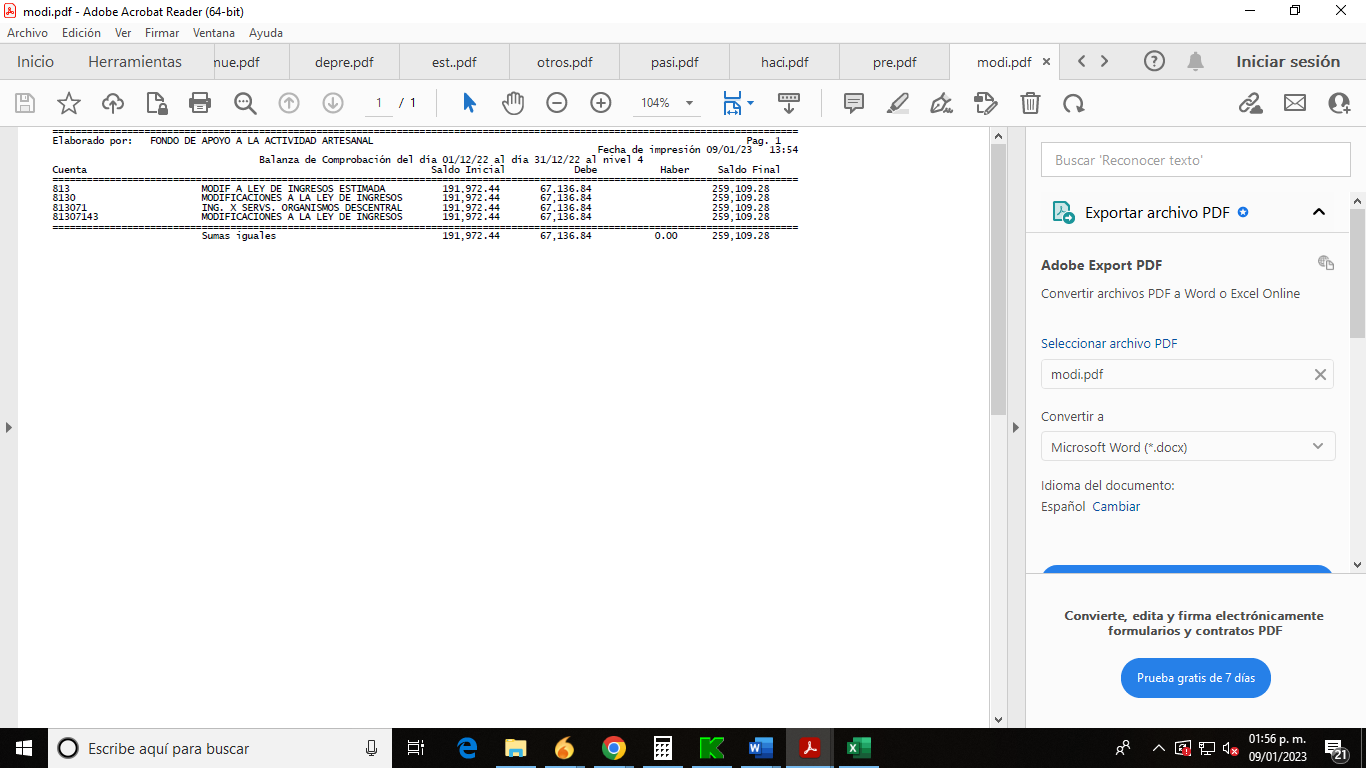 modi.pdf - Adobe Acrobat Reader (64-bit)
Archivo Edición Ver Firmar Ventana Ayuda
Inicio Herramientas nue.pdf depre.pdf est..pdf otros.pdf pasi.pdf haci.pdf pre.pdf modi.pdf Iniciar sesión
1 / 1 104%
Elaborado por: FONDO DE APOYO A LA ACTIVIDAD ARTESANAL Pag. 1
Fecha de impresión 09/01/23 13:54
Balanza de Comprobación del día 01/12/22 al día 31/12/22 al nivel 4
Cuenta Saldo Inicial Debe Haber Saldo Final
813 MODIF A LEY DE INGRESOS ESTIMADA 191,972.44 67,136.84 259,109.28
8130 MODIFICACIONES A LA LEY DE INGRESOS 191,972.44 67,136.84 259,109.28
813071 ING. X SERVS. ORGANISMOS DESCENTRAL 191,972.44 67,136.84 259,109.28
81307143 MODIFICACIONES A LA LEY DE INGRESOS 191,972.44 67,136.84 259,109.28
Sumas iguales 191,972.44 67,136.84 0.00 259,109.28
Buscar 'Reconocer texto'
Exportar archivo PDF
Adobe Export PDF
Convertir archivos PDF a Word o Excel Online
Seleccionar archivo PDF
modi.pdf
Convertir a
Microsoft Word (*.docx)
Idioma del documento:
Español Cambiar
Convierte, edita y firma electrónicamente
formularios y contratos PDF
Prueba gratis de 7 días
Escribe aquí para buscar
01:56 p. m.
09/01/2023
21